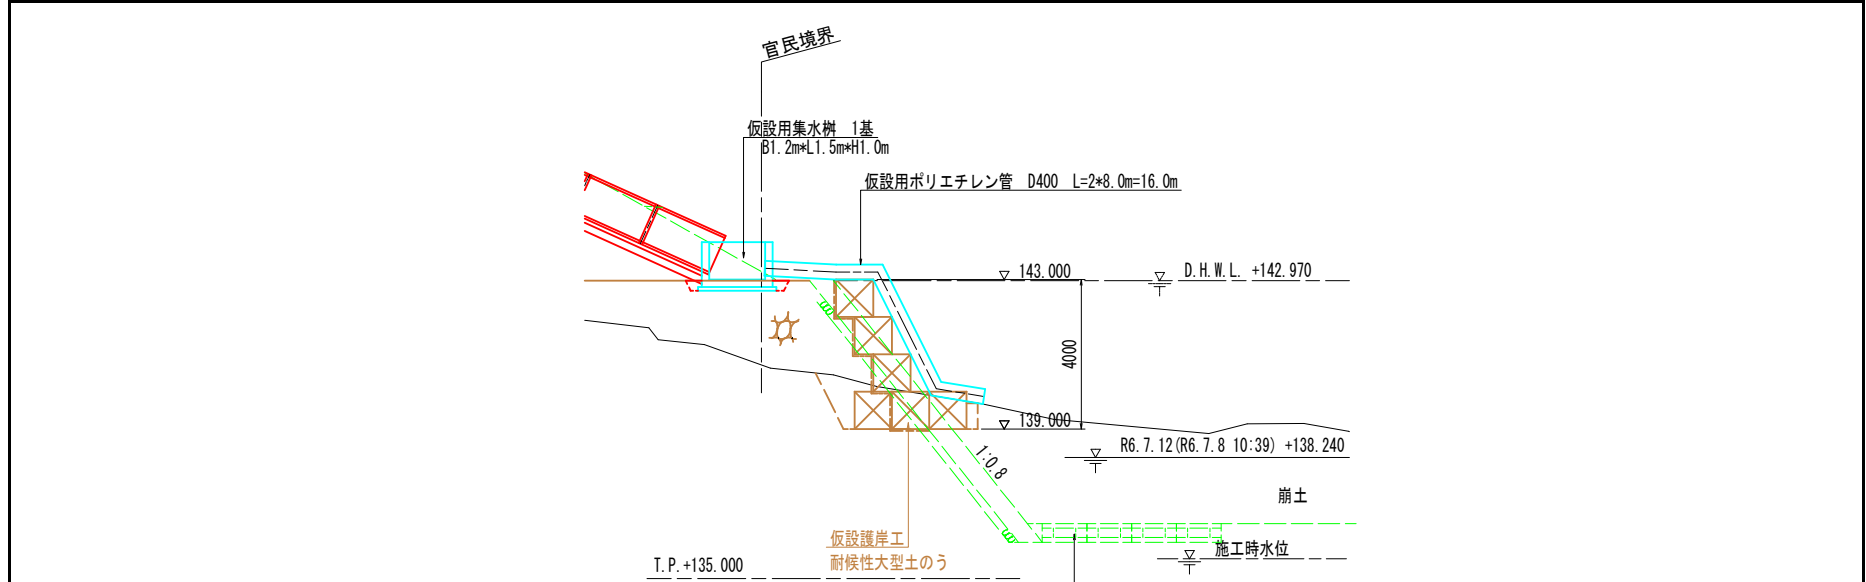 官民境界
仮設用集水桝 1基
B1.2m*L1.5m*H1.0m
仮設用ポリエチレン管 D400 L=2*8.0m=16.0m
143.000
D.H.W.L. +142.970
4000
139.000
R6.7.12(R6.7.8 10:39) +138.240
1:0.8
崩土
仮設護岸工
耐候性大型土のう
施工時水位
T.P.+135.000